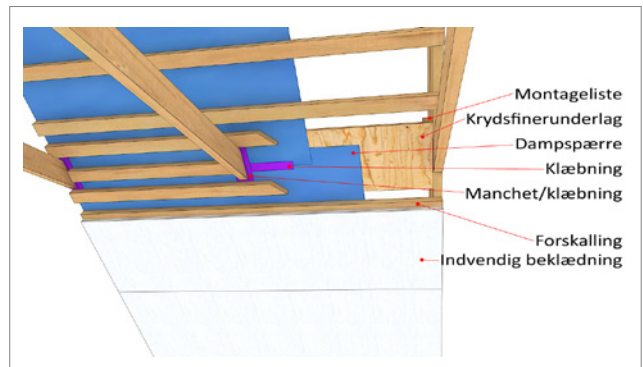 Montageliste
Krydsfinerunderlag
Dampspærre
Klæbning
Manchet/klæbning
Forskalling
Indvendig beklædning